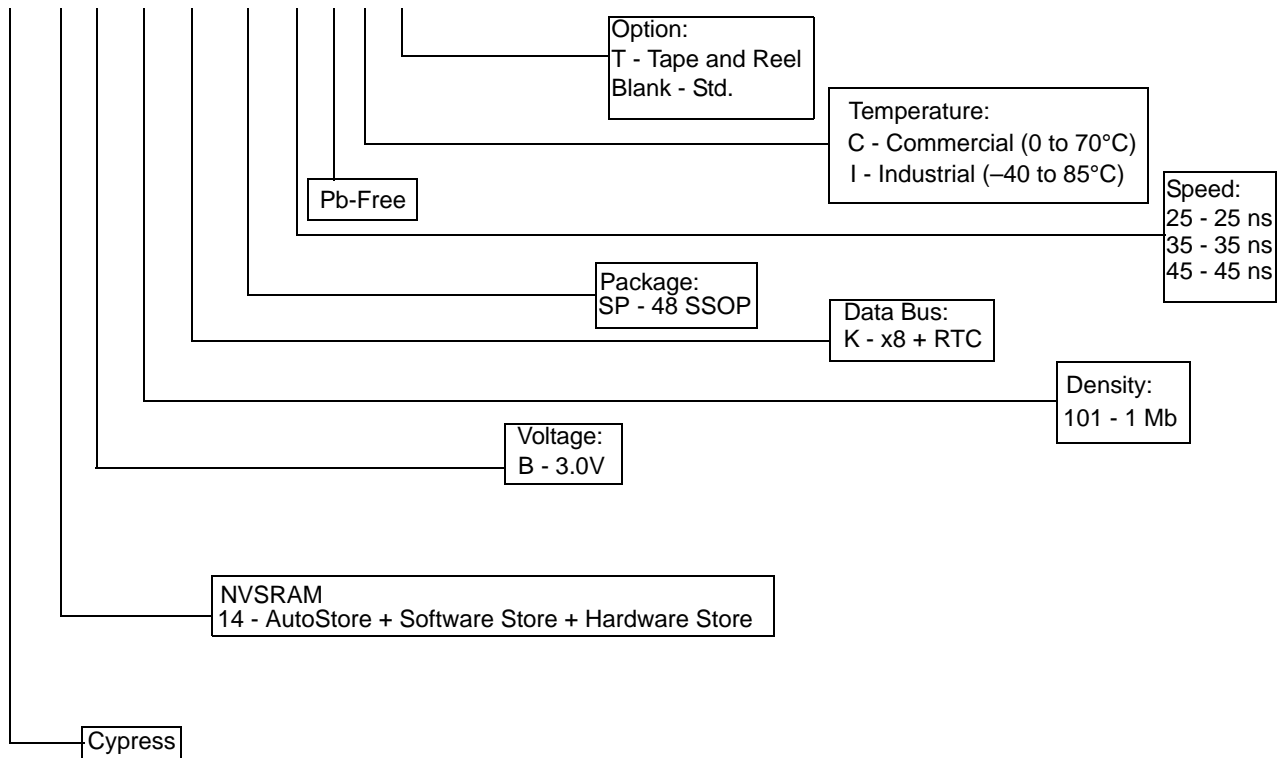 Option:
T - Tape and Reel
Blank - Std.
Temperature:
C - Commercial (0 to 70°C)
I - Industrial (–40 to 85°C)
Pb-Free
Speed:
25 - 25 ns
35 - 35 ns
45 - 45 ns
Package:
SP - 48 SSOP
Data Bus:
K - x8 + RTC
Density:
101 - 1 Mb
Voltage:
B - 3.0V
NVSRAM
14 - AutoStore + Software Store + Hardware Store
Cypress